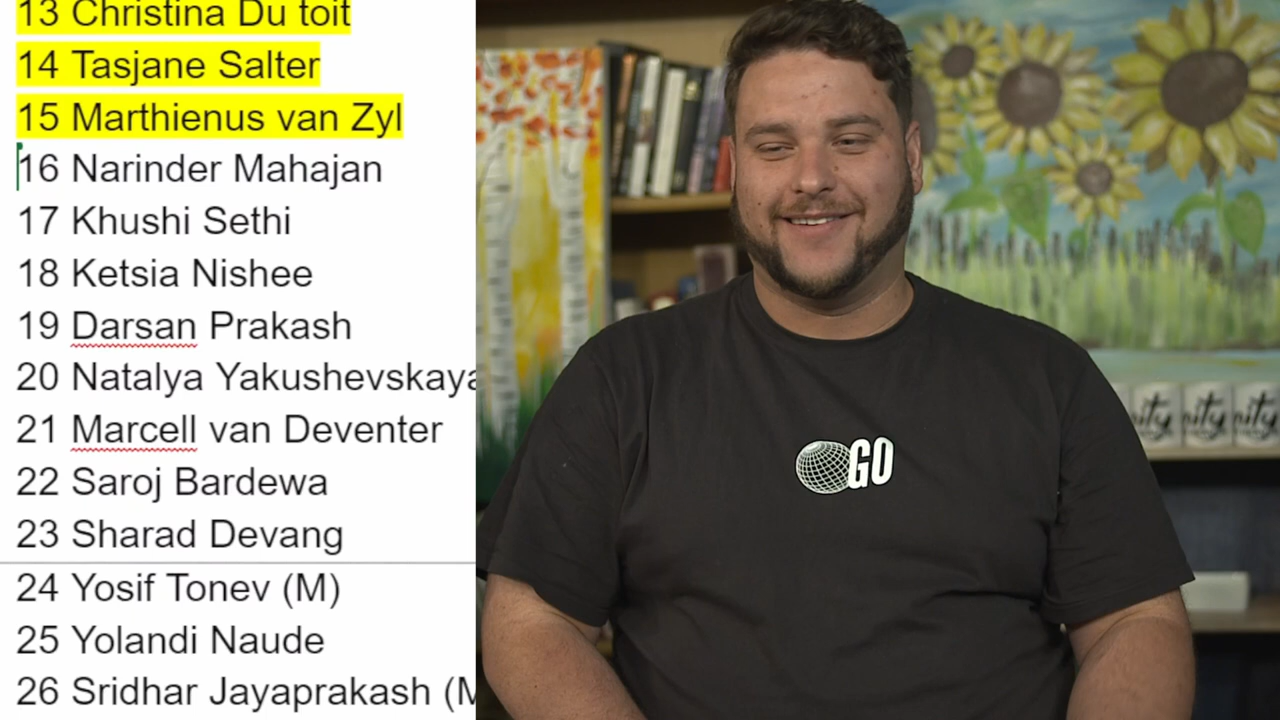 13 Christina Du toit
14 Tasjane Salter
15 Marthienus van Zyl
16 Narinder Mahajan
17 Khushi Sethi
18 Ketsia Nishee
19 Darsan Prakash
20 Natalya Yakushevskaya
21 Marcell van Deventer
22 Saroj Bardewa
23 Sharad Devang
24 Yosif Tonev (M)
25 Yolandi Naude
26 Sridhar Jayaprakash (M
GO